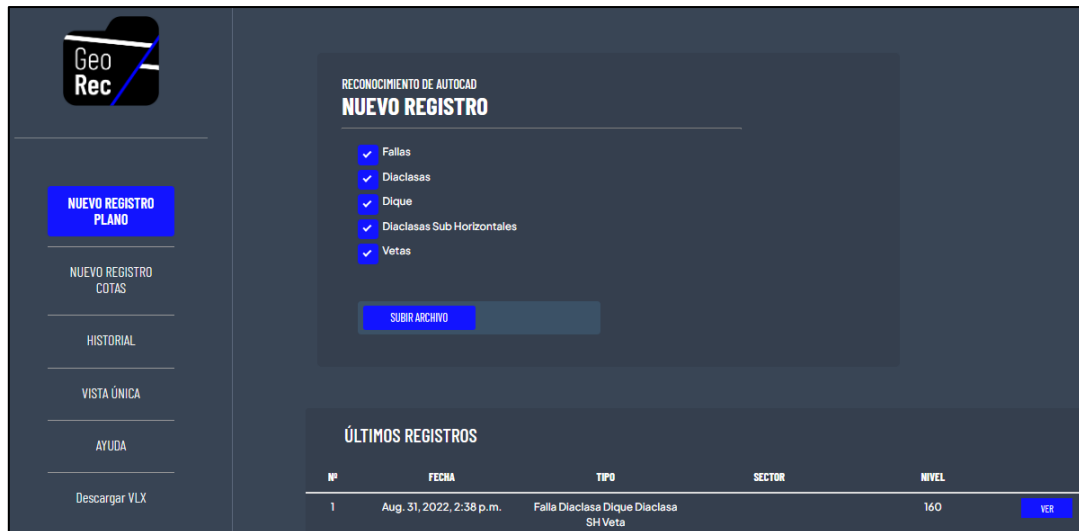 Geo
Rec
NUEVO REGISTRO
PLANO
NUEVO REGISTRO
COTAS
HISTORIAL
VISTA ÚNICA
AYUDA
Descargar VLX
RECONOCIMIENTO DE AUTOCAD
NUEVO REGISTRO
Fallas
Diaclasas
Dique
Diaclasas Sub Horizontales
Vetas
SUBIR ARCHIVO
ÚLTIMOS REGISTROS
Nº FECHA TIPO SECTOR NIVEL
1 Aug. 31, 2022, 2:38 p.m. Falla Diaclasa Dique Diaclasa 160 VER
SH Veta